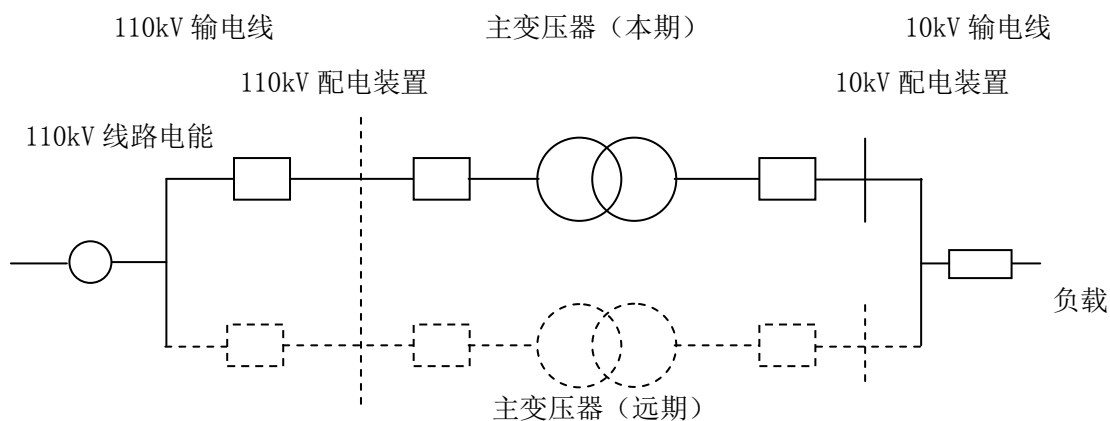 110kV 输电线
主变压器（本期）
10kV 输电线
110kV 配电装置
10kV 配电装置
110kV 线路电能
负载
主变压器（远期）